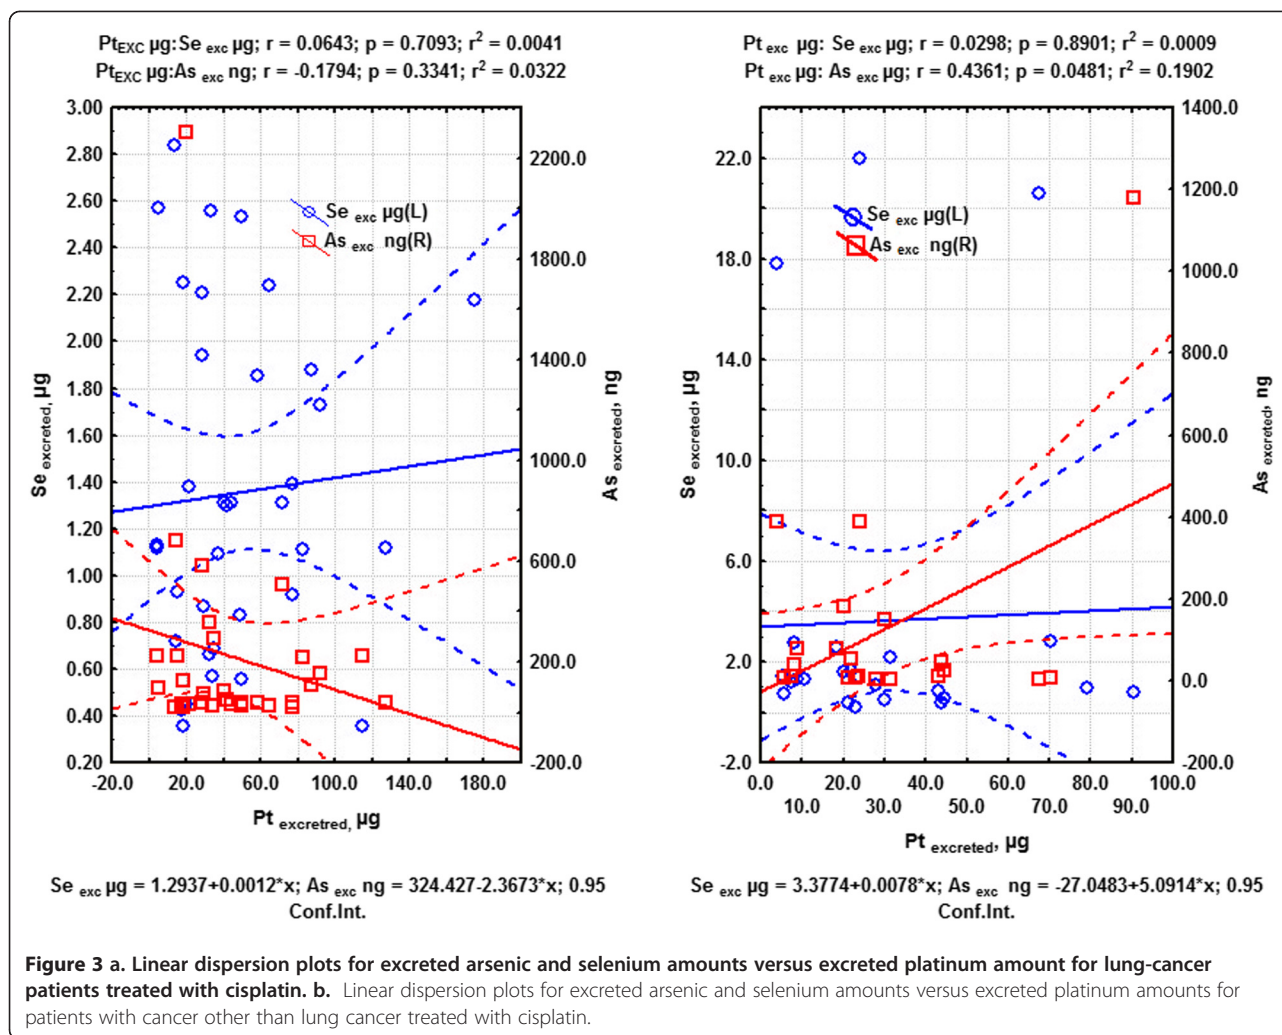 Pt EXC µg:Se exc µg; r = 0.0643; p = 0.7093; r² = 0.0041
Pt EXC µg:As exc ng; r = -0.1794; p = 0.3341; r² = 0.0322
3.00
2.80
2.60
2.40
2.20
2.00
1.80
1.60
1.40
1.20
1.00
0.80
0.60
0.40
0.20
Se excreted, µg
Se exc µg(L)
As exc ng(R)
2200.0
1800.0
1400.0
1000.0
600.0
200.0
-200.0
As excreted, ng
-20.0 20.0 60.0 100.0 140.0 180.0
Pt excretred, µg
Se exc µg = 1.2937+0.0012*x; As exc ng = 324.427-2.3673*x; 0.95
Conf.Int.
Pt exc µg: Se exc µg; r = 0.0298; p = 0.8901; r² = 0.0009
Pt exc µg: As exc µg; r = 0.4361; p = 0.0481; r² = 0.1902
22.0
18.0
14.0
10.0
6.0
2.0
-2.0
Se excreted, µg
Se exc µg(L)
As exc ng(R)
1400.0
1200.0
1000.0
800.0
600.0
400.0
200.0
0.0
-200.0
As excreted, ng
0.0 20.0 30.0 40.0 60.0 80.0 100.0
10.0 30.0 50.0 70.0 90.0
Pt excreted, µg
Se exc µg = 3.3774+0.0078*x; As exc ng = -27.0483+5.0914*x; 0.95
Conf.Int.
Figure 3 a. Linear dispersion plots for excreted arsenic and selenium amounts versus excreted platinum amount for lung-cancer
patients treated with cisplatin. b. Linear dispersion plots for excreted arsenic and selenium amounts versus excreted platinum amounts for
patients with cancer other than lung cancer treated with cisplatin.